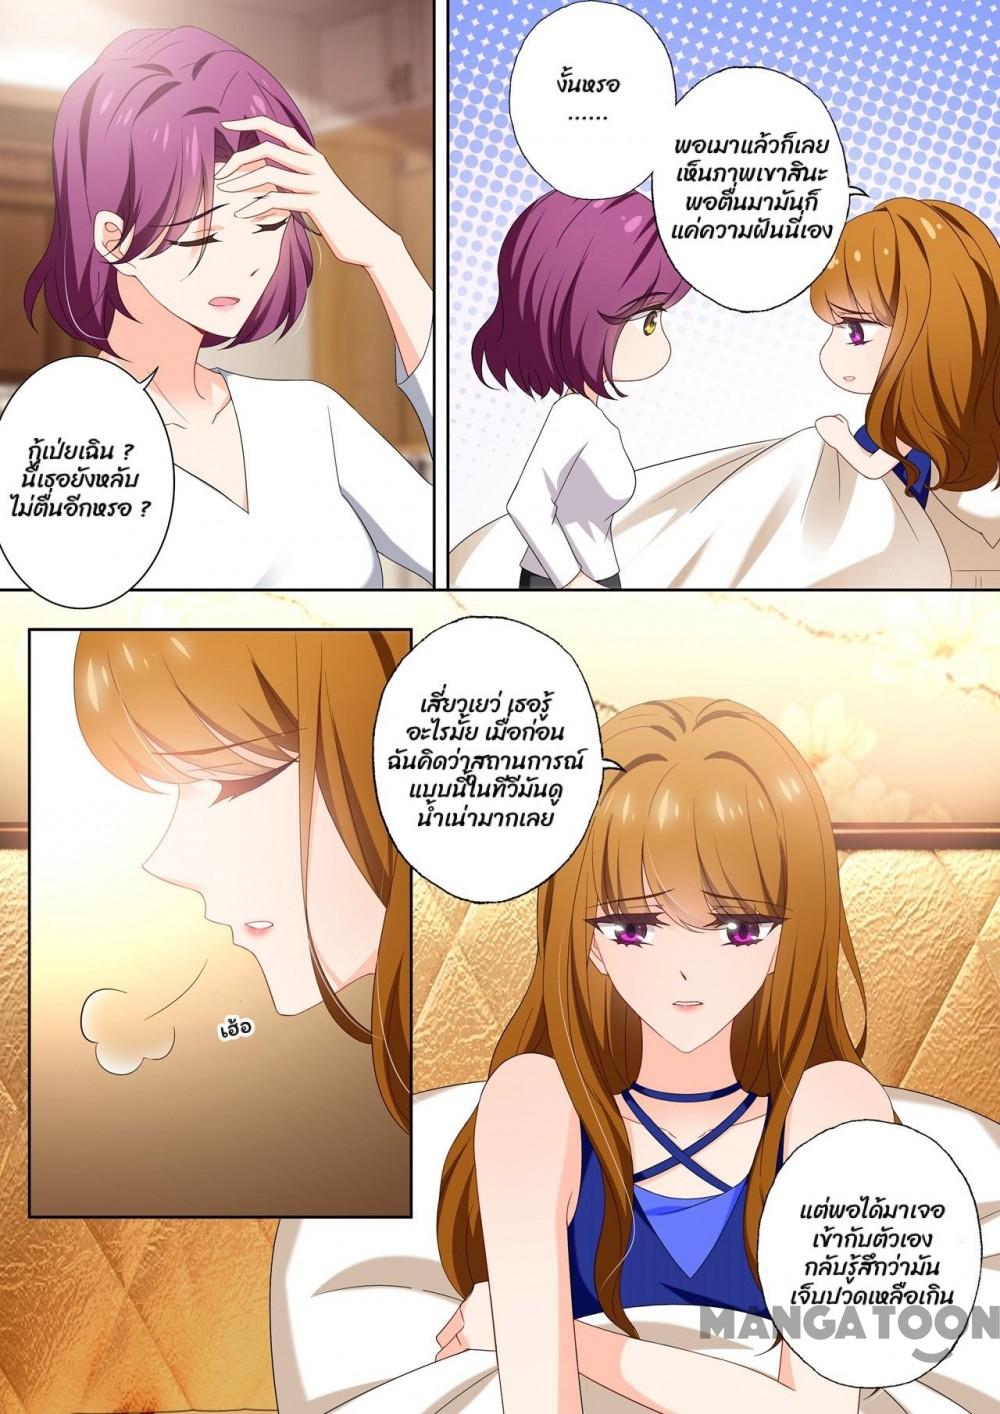 งั้นหรอ
......
พอเมาแล้วก็เลย
เห็นภาพเขาสินะ
พอตื่นมามันก็
แค่ความฝันนี่เอง
กู้เป่ยเฉิน ?
นี่เธอยังหลับ
ไม่ตื่นอีกหรอ ?
เสี่ยวเยว่ เธอรู้
อะไรมั้ย เมื่อก่อน
ฉันคิดว่าสถานการณ์
แบบนี้ในทีวีมันดู
น้ำเน่ามากเลย
เฮ้อ
แต่พอได้มาเจอ
เข้ากับตัวเอง
กลับรู้สึกว่ามัน
เจ็บปวดเหลือเกิน
MANGATOON